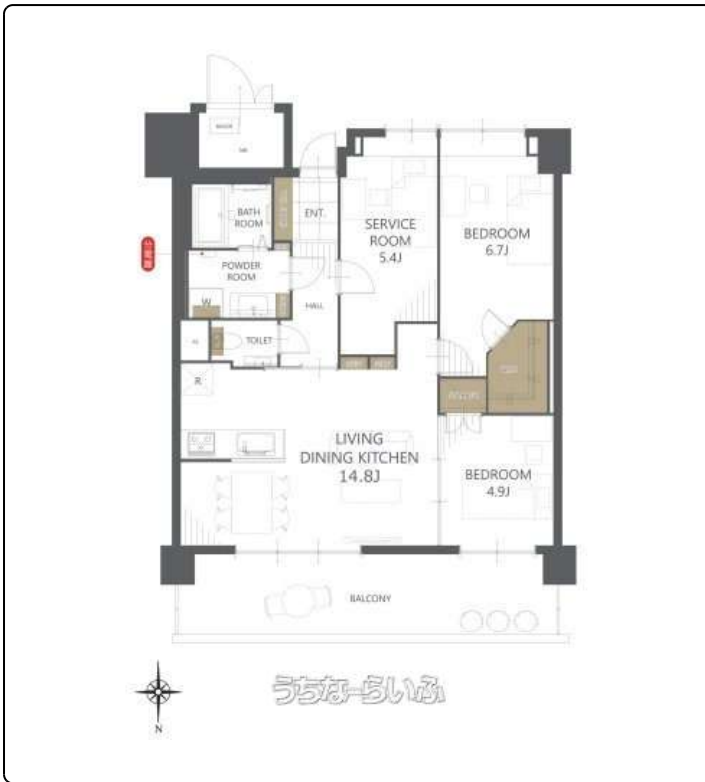 BATH
ROOM
ENT.
SERVICE
ROOM
5.4J
BEDROOM
6.7J
POWDER
ROOM
W
HALL
TOILET
R
LIVING
DINING KITCHEN
14.8J
BEDROOM
4.9J
BALCONY
N
うちなーらいふ